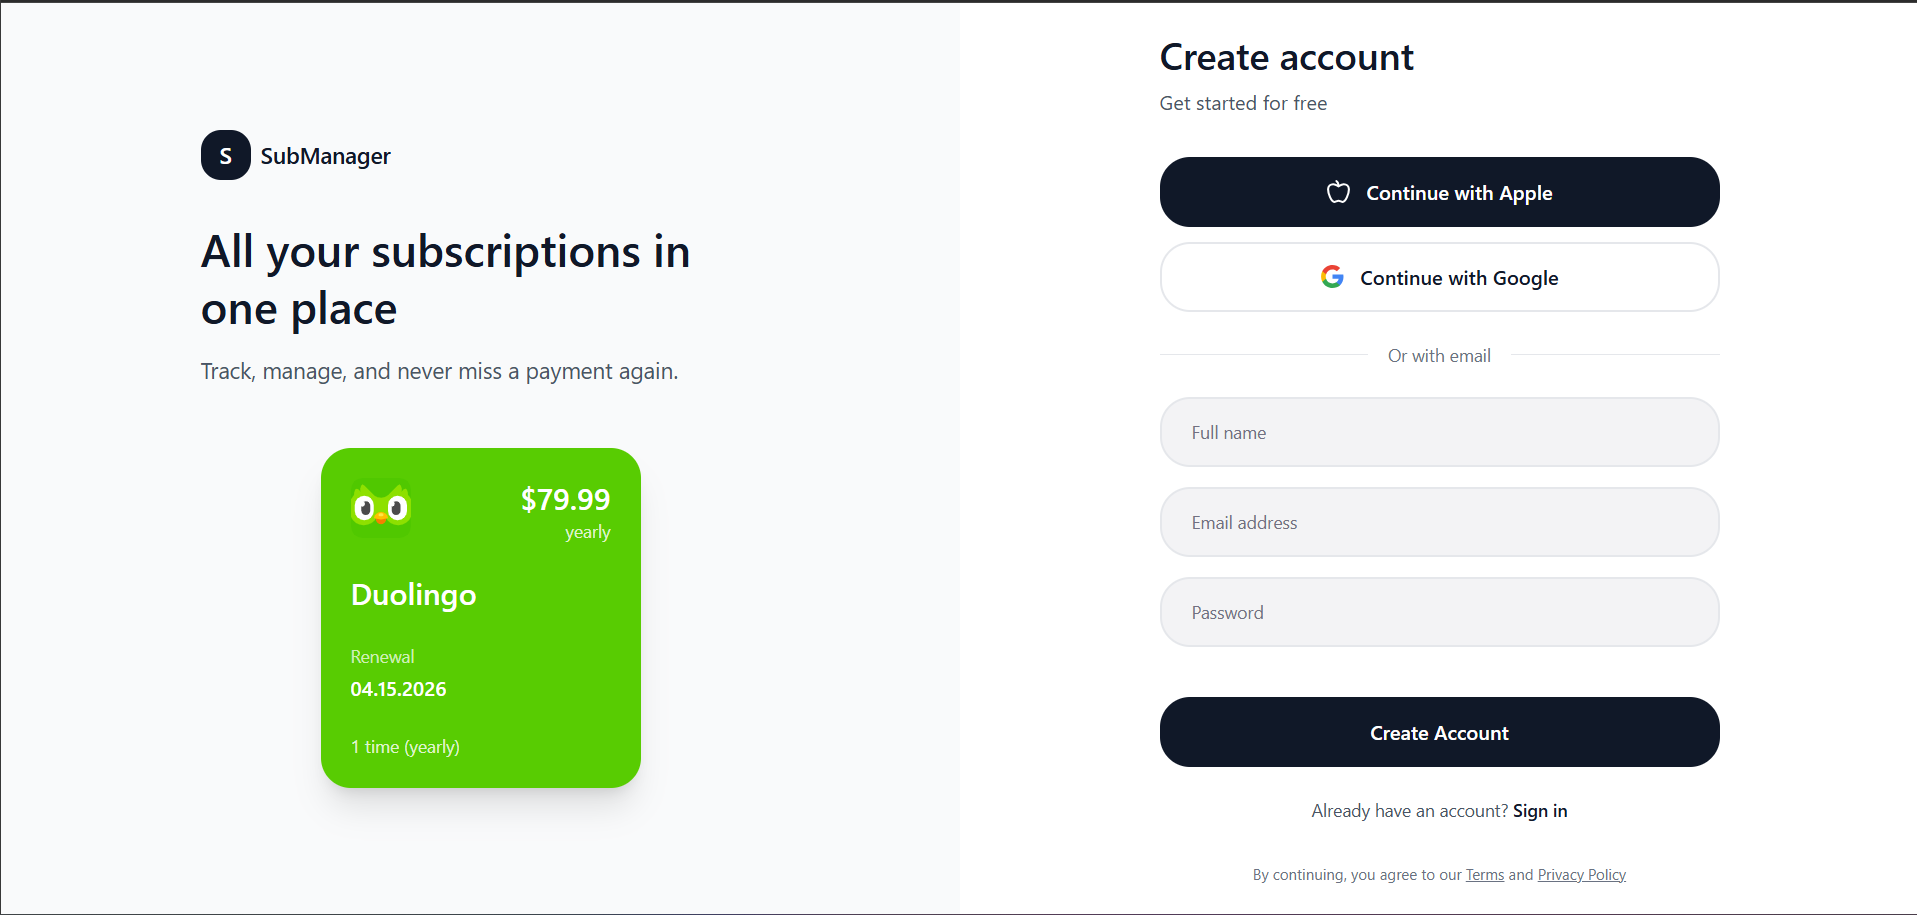 S SubManager
All your subscriptions in
one place
Track, manage, and never miss a payment again.
$79.99
yearly
Duolingo
Renewal
04.15.2026
1 time (yearly)
Create account
Get started for free
Continue with Apple
Continue with Google
Or with email
Full name
Email address
Password
Create Account
Already have an account? Sign in
By continuing, you agree to our Terms and Privacy Policy